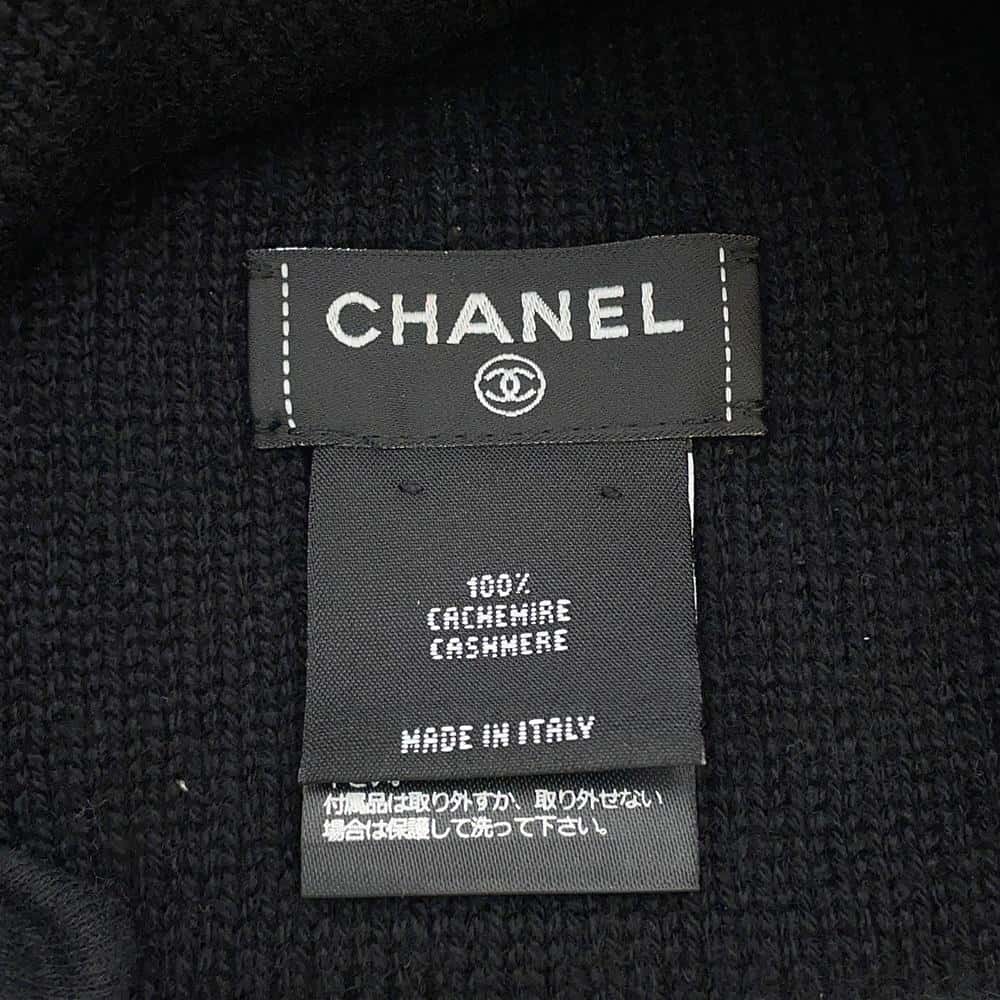 CHANEL
100%
CACHEMIRE
CASHMERE
MADE IN ITALY
付属品は取り外すか、取り外せない
場合は保護して洗って下さい。